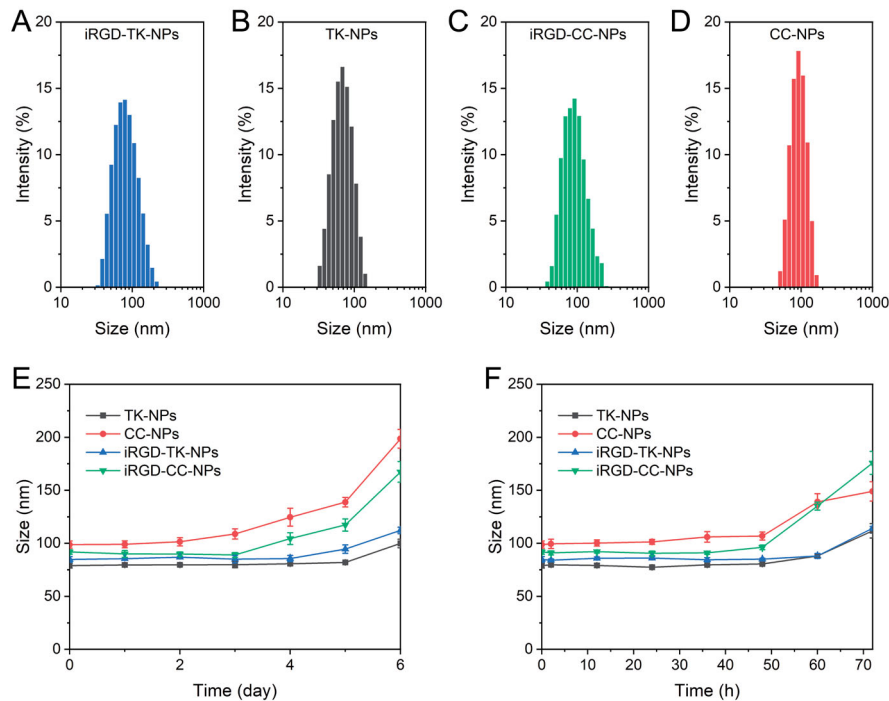 A
iRGD-TK-NPs
Intensity (%)
20
15
10
5
0
10
100
1000
Size (nm)
B
TK-NPs
Intensity (%)
20
15
10
5
0
10
100
1000
Size (nm)
C
iRGD-CC-NPs
Intensity (%)
20
15
10
5
0
10
100
1000
Size (nm)
D
CC-NPs
Intensity (%)
20
15
10
5
0
10
100
1000
Size (nm)
E
Size (nm)
250
200
150
100
50
0
TK-NPs
CC-NPs
iRGD-TK-NPs
iRGD-CC-NPs
0
2
4
6
Time (day)
F
Size (nm)
250
200
150
100
50
0
TK-NPs
CC-NPs
iRGD-TK-NPs
iRGD-CC-NPs
0
10
20
30
40
50
60
70
Time (h)